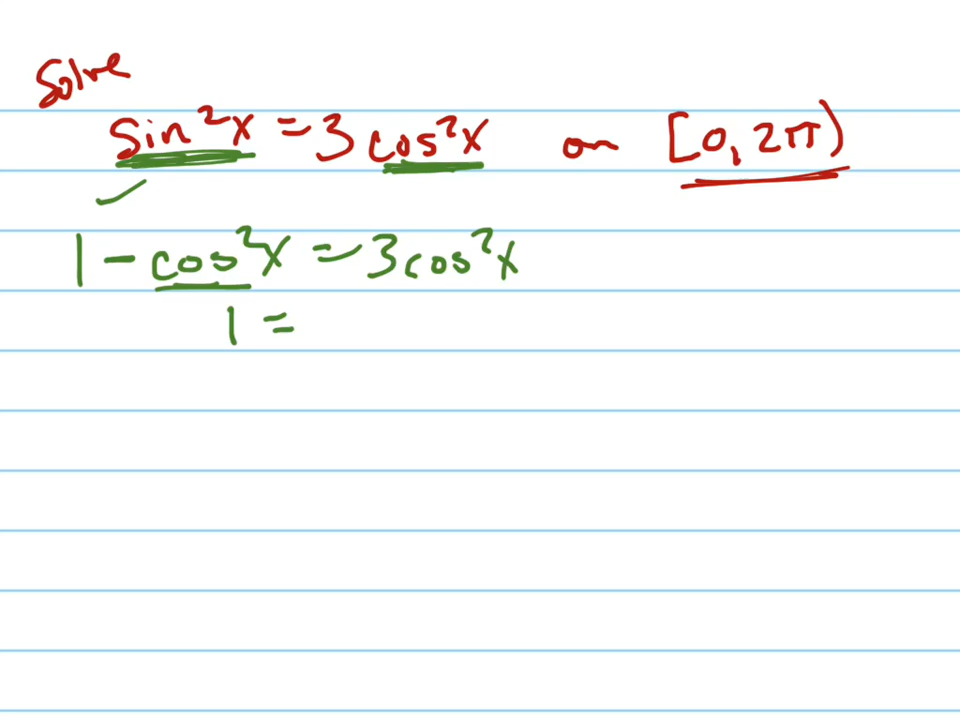 Solve
sin²x = 3cos²x on [0, 2π)
1 - cos²x = 3cos²x
1 =